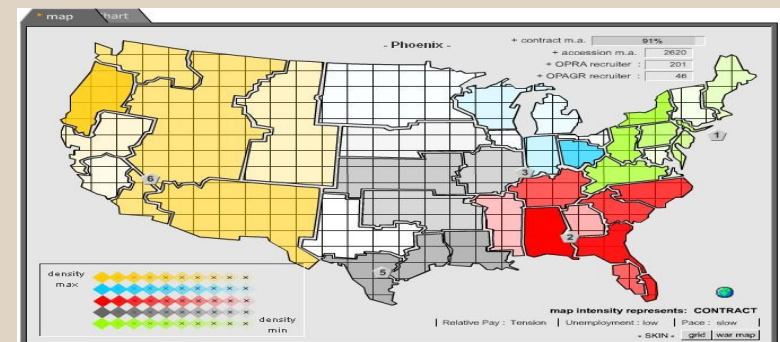 * map chart
- Phoenix -
+ contract m.a. 91%
+ accession m.a. 2620
+ OPRA recruiter : 201
+ OPAGR recruiter : 46
1
6
3
2
5
density
max
density
min
map intensity represents: CONTRACT
| Relative Pay : Tension | Unemployment : low | Pace : slow |
- SKIN - grid | war map